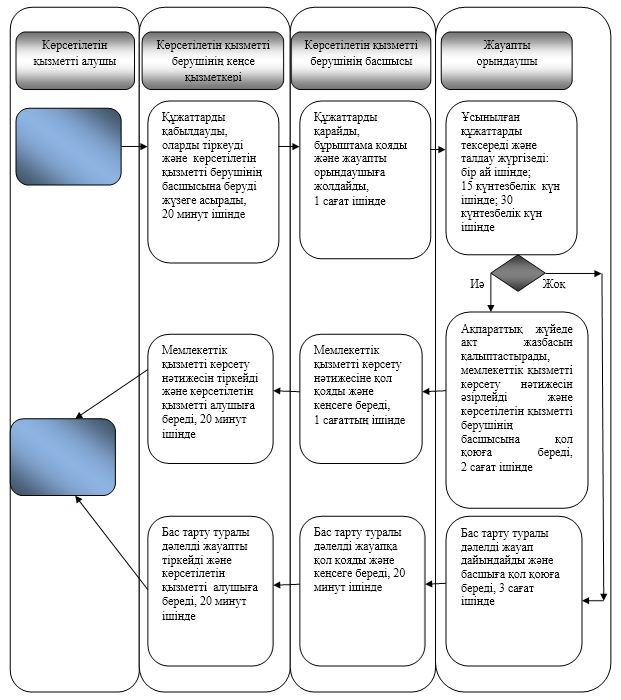 Көрсетілетін
қызметті алушы
Көрсетілетін қызметті
берушінің кеңсе
қызметкері
Көрсетілетін қызметті
берушінің басшысы
Жауапты
орындаушы
Құжаттарды
қабылдауды,
оларды тіркеуді
және көрсетілетін
қызметті берушінің
басшысына беруді
жүзеге асырады,
20 минут ішінде
Құжаттарды
қарайды,
бұрыштама қояды
және жауапты
орындаушыға
жолдайды,
1 сағат ішінде
Ұсынылған
құжаттарды
тексереді және
талдау жүргізеді:
бір ай ішінде;
15 күнтезбелік күн
ішінде; 30
күнтезбелік күн
ішінде
Иә
Жоқ
Мемлекеттік
қызметті көрсету
нәтижесін тіркейді
және көрсетілетін
қызметті алушыға
береді, 20 минут
ішінде
Мемлекеттік
қызметті көрсету
нәтижесіне қол
қояды және
кеңсеге береді,
1 сағаттың ішінде
Ақпараттық жүйеде
акт жазбасын
қалыптастырады,
мемлекеттік қызметті
көрсету нәтижесін
әзірлейді және
көрсетілетін қызметті
берушінің
басшысына қол
қоюға береді,
2 сағат ішінде
Бас тарту туралы
дәлелді жауапты
тіркейді және
көрсетілетін
қызметті алушыға
береді, 20 минут
ішінде
Бас тарту туралы
дәлелді жауапқа
қол қояды және
кеңсеге береді, 20
минут ішінде
Бас тарту туралы
дәлелді жауап
дайындайды және
басшыға қол қоюға
береді, 3 сағат
ішінде